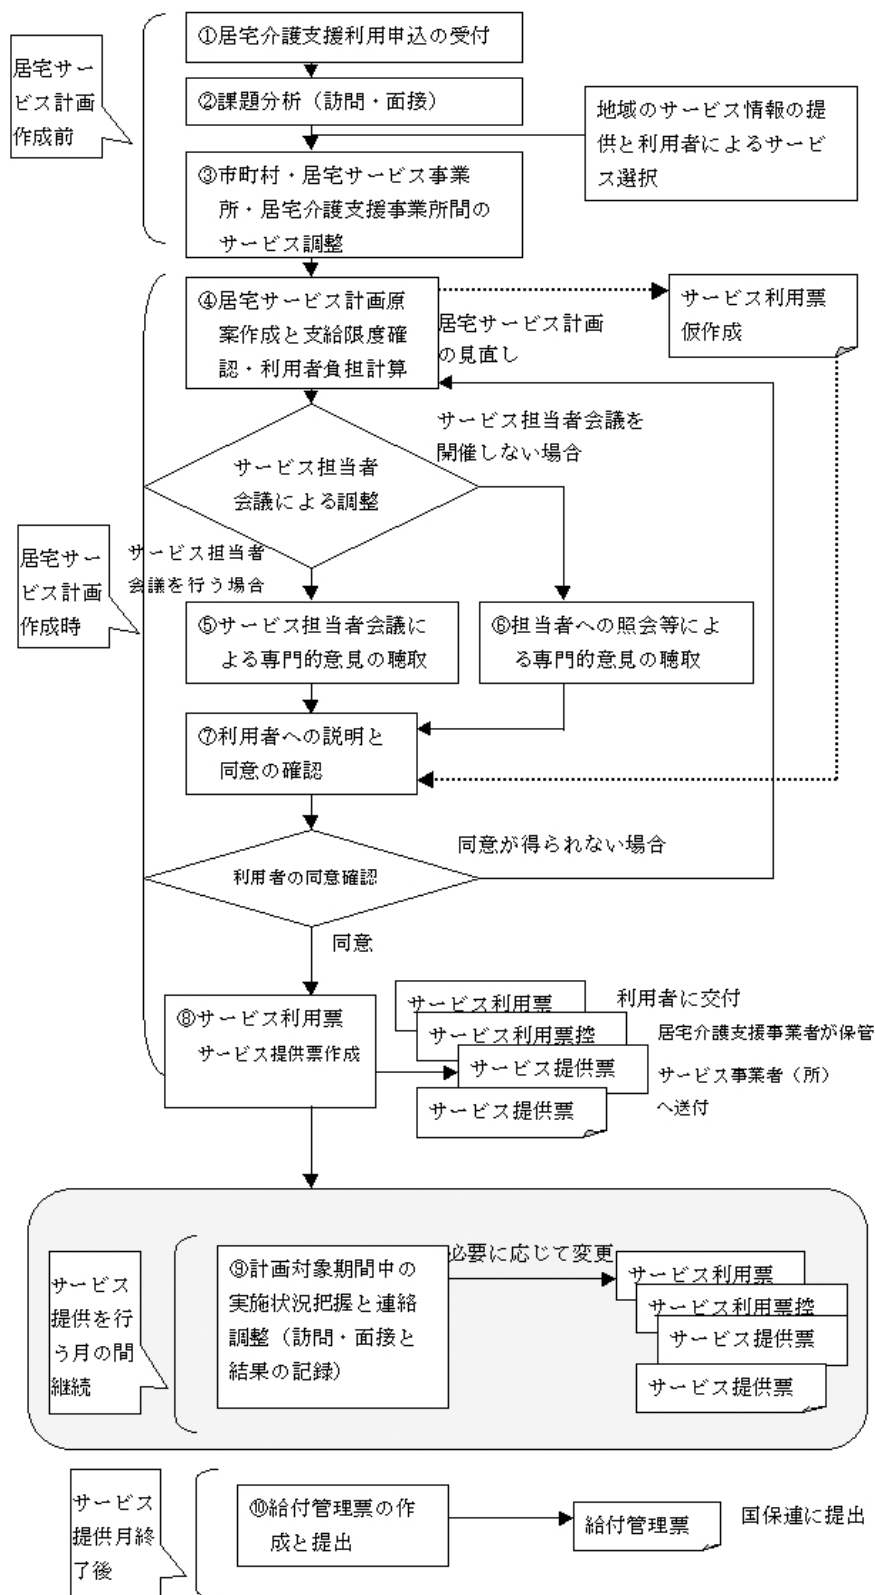 ①居宅介護支援利用申込の受付
居宅サー
ビス計画
作成前
②課題分析（訪問・面接）
地域のサービス情報の提
供と利用者によるサービ
ス選択
③市町村・居宅サービス事業
所・居宅介護支援事業所間の
サービス調整
④居宅サービス計画原
案作成と支給限度確
認・利用者負担計算
サービス利用票
仮作成
居宅サービス計画
の見直し
サービス担当者会議を
開催しない場合
サービス担当者
会議による調整
居宅サー
ビス計画
作成時
サービス担当者
会議を行う場合
⑤サービス担当者会議に
よる専門的意見の聴取
⑥担当者への照会等によ
る専門的意見の聴取
⑦利用者への説明と
同意の確認
同意が得られない場合
利用者の同意確認
同意
⑧サービス利用票
サービス提供票作成
サービス利用票
利用者に交付
サービス利用票控
居宅介護支援事業者が保管
サービス提供票
サービス事業者（所）
へ送付
サービス提供票
サービス
提供を行
う月の間
継続
⑨計画対象期間中の
実施状況把握と連絡
調整（訪問・面接と
結果の記録）
必要に応じて変更
サービス利用票
サービス利用票控
サービス提供票
サービス提供票
サービス
提供月終
了後
⑩給付管理票の作
成と提出
給付管理票
国保連に提出